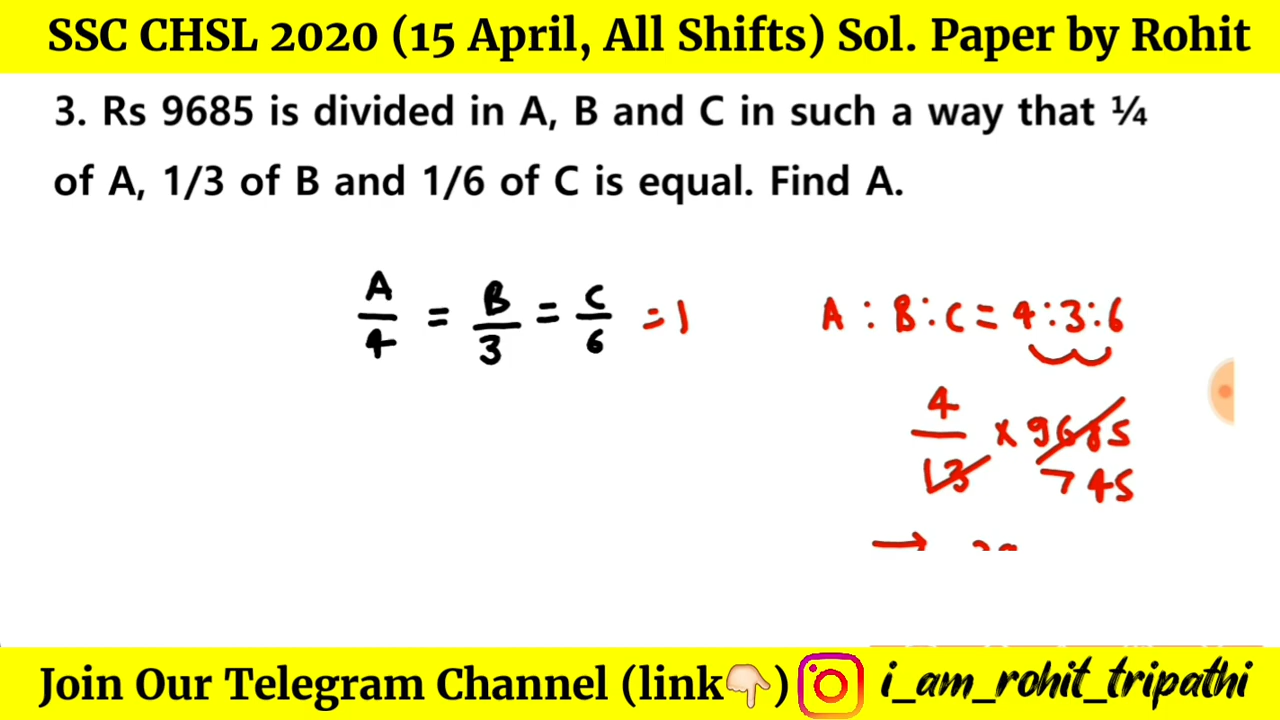 SSC CHSL 2020 (15 April, All Shifts) Sol. Paper by Rohit
3. Rs 9685 is divided in A, B and C in such a way that ¼
of A, 1/3 of B and 1/6 of C is equal. Find A.
A/4 = B/3 = C/6 = 1
A : B : C = 4 : 3 : 6
4/13 × 9685
745
→
Join Our Telegram Channel (link👇🏻) i_am_rohit_tripathi